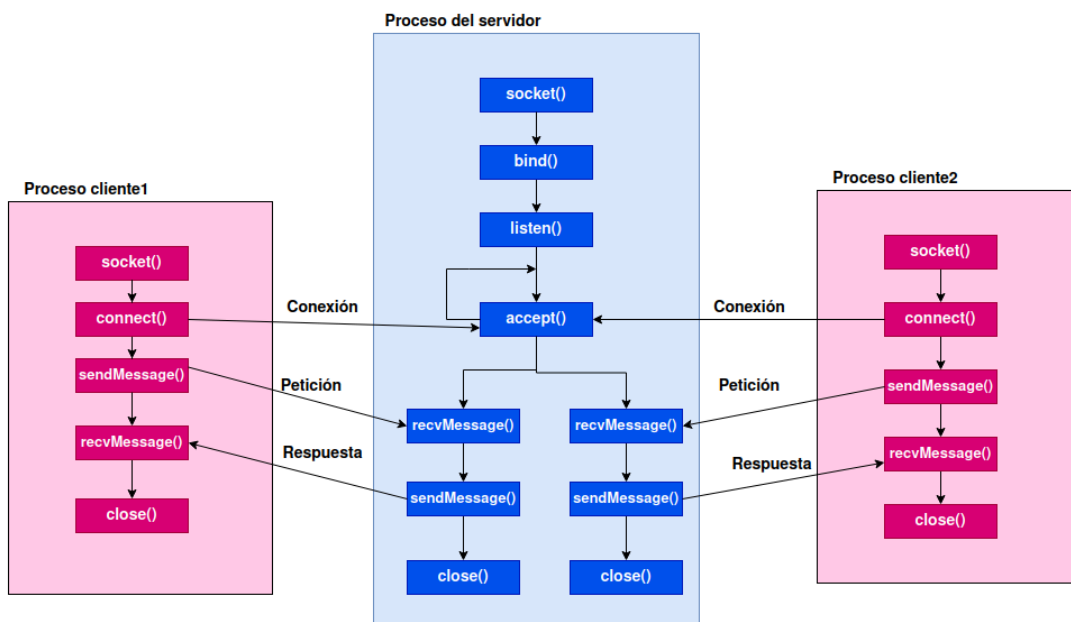 Proceso del servidor
socket()
bind()
listen()
accept()
recvMessage()
sendMessage()
close()
recvMessage()
sendMessage()
close()
Proceso cliente1
socket()
connect()
sendMessage()
recvMessage()
close()
Conexión
Petición
Respuesta
Proceso cliente2
socket()
connect()
sendMessage()
recvMessage()
close()
Conexión
Petición
Respuesta